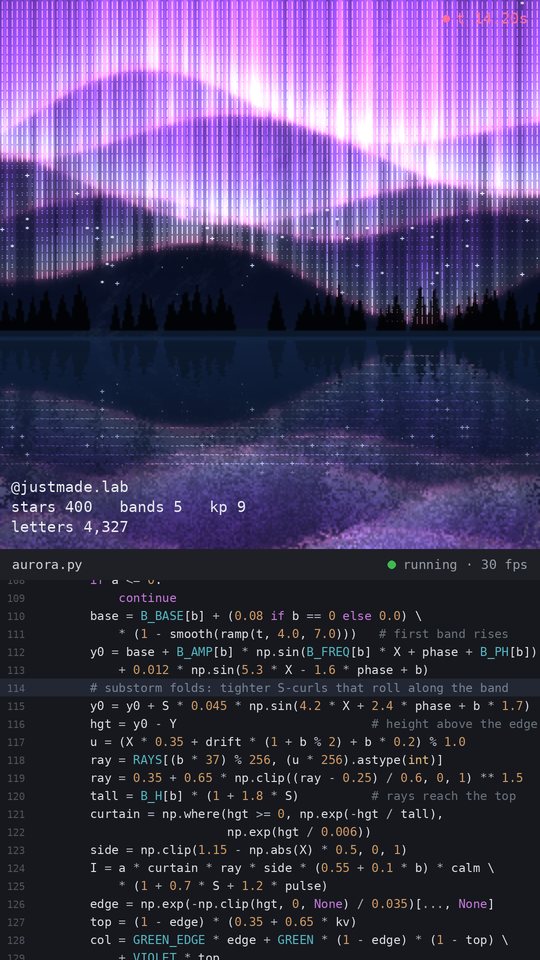 ● t 14.20s
@justmade.lab
stars 400   bands 5   kp 9
letters 4,327
aurora.py
● running · 30 fps
108         if a <= 0:
109             continue
110         base = B_BASE[b] + (0.08 if b == 0 else 0.0) \
111             * (1 - smooth(ramp(t, 4.0, 7.0)))   # first band rises
112         y0 = base + B_AMP[b] * np.sin(B_FREQ[b] * X + phase + B_PH[b])
113             + 0.012 * np.sin(5.3 * X - 1.6 * phase + b)
114         # substorm folds: tighter S-curls that roll along the band
115         y0 = y0 + S * 0.045 * np.sin(4.2 * X + 2.4 * phase + b * 1.7)
116         hgt = y0 - Y                            # height above the edge
117         u = (X * 0.35 + drift * (1 + b % 2) + b * 0.2) % 1.0
118         ray = RAYS[(b * 37) % 256, (u * 256).astype(int)]
119         ray = 0.35 + 0.65 * np.clip((ray - 0.25) / 0.6, 0, 1) ** 1.5
120         tall = B_H[b] * (1 + 1.8 * S)           # rays reach the top
121         curtain = np.where(hgt >= 0, np.exp(-hgt / tall),
122                            np.exp(hgt / 0.006))
123         side = np.clip(1.15 - np.abs(X) * 0.5, 0, 1)
124         I = a * curtain * ray * side * (0.55 + 0.1 * b) * calm \
125             * (1 + 0.7 * S + 1.2 * pulse)
126         edge = np.exp(-np.clip(hgt, 0, None) / 0.035)[..., None]
127         top = (1 - edge) * (0.35 + 0.65 * kv)
128         col = GREEN_EDGE * edge + GREEN * (1 - edge) * (1 - top) \
129             + VIOLET * top